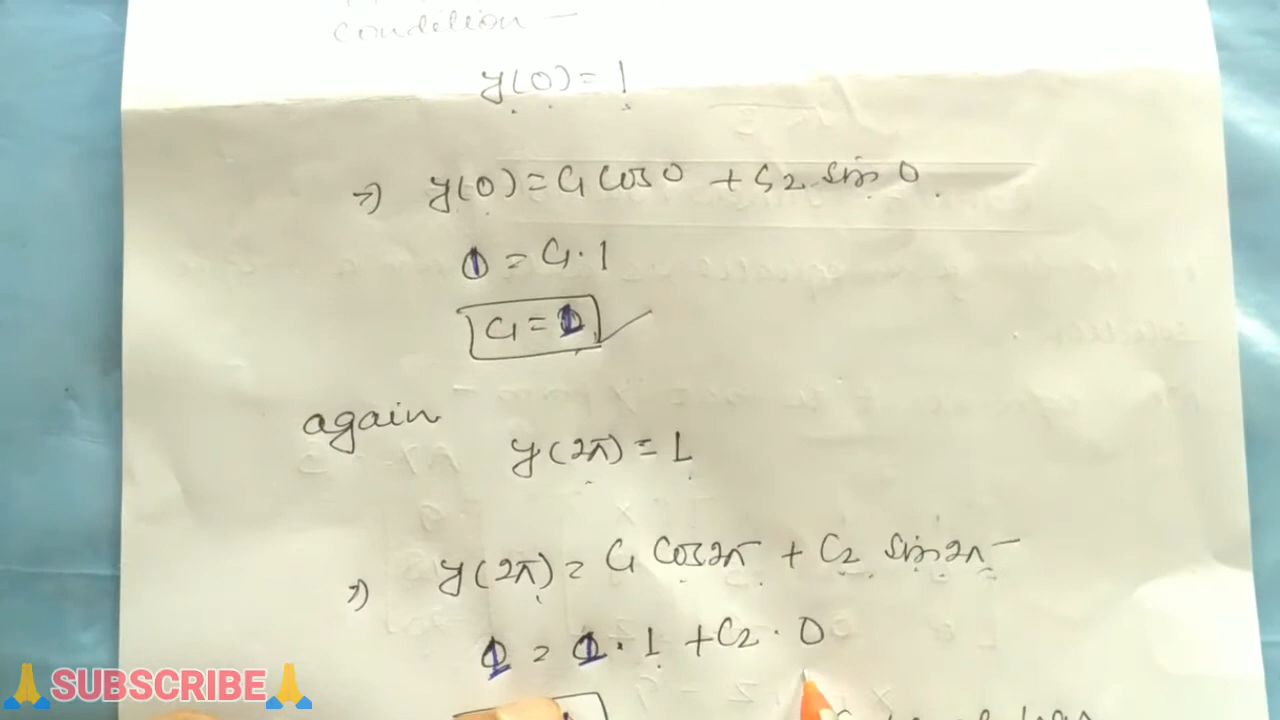 condition -
y(0) = 1
⇒ y(0) = C1 cos 0 + C2 sin 0
1 = C1 · 1
C1 = 1
again
y(2π) = 1
⇒ y(2π) = C1 cos 2π + C2 sin 2π
1 = 1 · 1 + C2 · 0
🙏SUBSCRIBE🙏